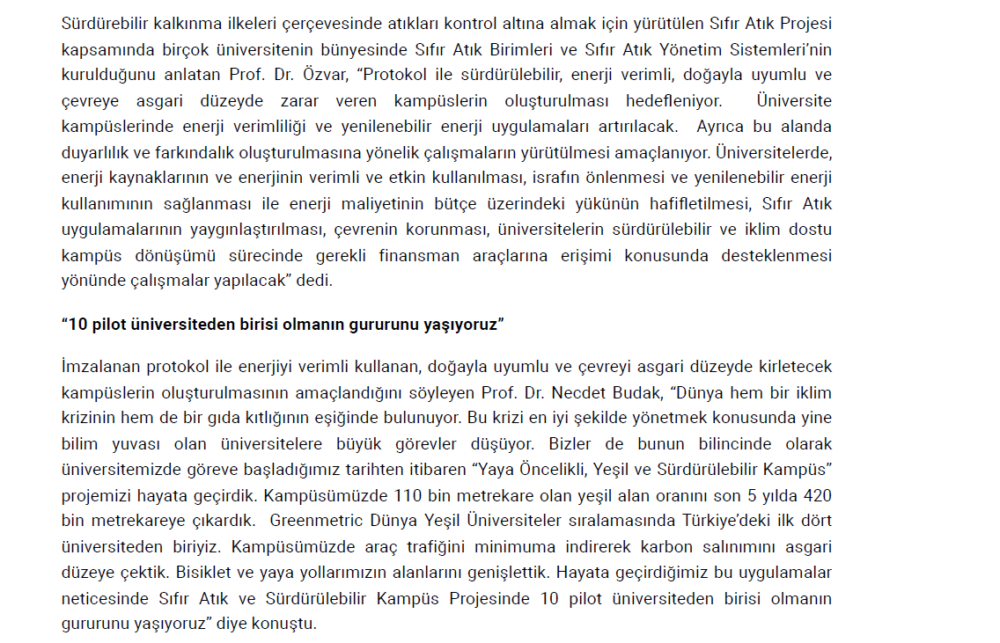 Sürdürebilir kalkınma ilkeleri çerçevesinde atıkları kontrol altına almak için yürütülen Sıfır Atık Projesi
kapsamında birçok üniversitenin bünyesinde Sıfır Atık Birimleri ve Sıfır Atık Yönetim Sistemleri’nin
kurulduğunu anlatan Prof. Dr. Özvar, “Protokol ile sürdürülebilir, enerji verimli, doğayla uyumlu ve
çevreye asgari düzeyde zarar veren kampüslerin oluşturulması hedefleniyor.  Üniversite
kampüslerinde enerji verimliliği ve yenilenebilir enerji uygulamaları artırılacak.  Ayrıca bu alanda
duyarlılık ve farkındalık oluşturulmasına yönelik çalışmaların yürütülmesi amaçlanıyor. Üniversitelerde,
enerji kaynaklarının ve enerjinin verimli ve etkin kullanılması, israfın önlenmesi ve yenilenebilir enerji
kullanımının sağlanması ile enerji maliyetinin bütçe üzerindeki yükünün hafifletilmesi, Sıfır Atık
uygulamalarının yaygınlaştırılması, çevrenin korunması, üniversitelerin sürdürülebilir ve iklim dostu
kampüs dönüşümü sürecinde gerekli finansman araçlarına erişimi konusunda desteklenmesi
yönünde çalışmalar yapılacak” dedi.
“10 pilot üniversiteden birisi olmanın gururunu yaşıyoruz”
İmzalanan protokol ile enerjiyi verimli kullanan, doğayla uyumlu ve çevreyi asgari düzeyde kirletecek
kampüslerin oluşturulmasının amaçlandığını söyleyen Prof. Dr. Necdet Budak, “Dünya hem bir iklim
krizinin hem de bir gıda kıtlığının eşiğinde bulunuyor. Bu krizi en iyi şekilde yönetmek konusunda yine
bilim yuvası olan üniversitelere büyük görevler düşüyor. Bizler de bunun bilincinde olarak
üniversitemizde göreve başladığımız tarihten itibaren “Yaya Öncelikli, Yeşil ve Sürdürülebilir Kampüs”
projemizi hayata geçirdik. Kampüsümüzde 110 bin metrekare olan yeşil alan oranını son 5 yılda 420
bin metrekareye çıkardık.  Greenmetric Dünya Yeşil Üniversiteler sıralamasında Türkiye’deki ilk dört
üniversiteden biriyiz. Kampüsümüzde araç trafiğini minimuma indirerek karbon salınımını asgari
düzeye çektik. Bisiklet ve yaya yollarımızın alanlarını genişlettik. Hayata geçirdiğimiz bu uygulamalar
neticesinde Sıfır Atık ve Sürdürülebilir Kampüs Projesinde 10 pilot üniversiteden birisi olmanın
gururunu yaşıyoruz” diye konuştu.